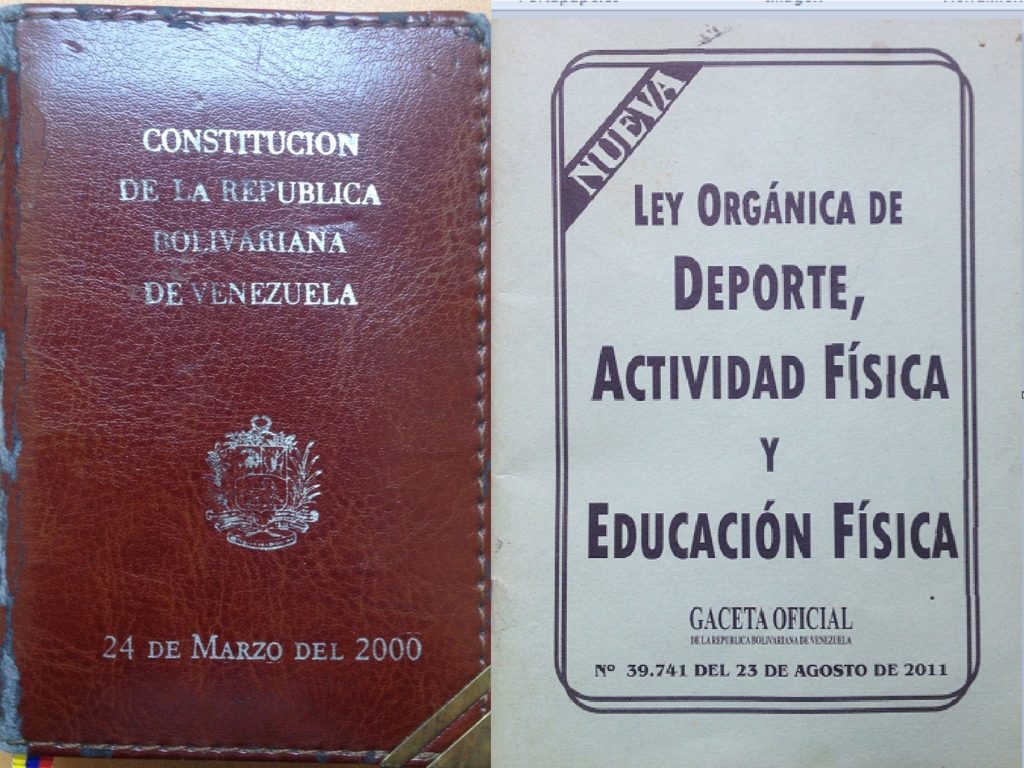 CONSTITUCION
DE LA REPUBLICA
BOLIVARIANA
DE VENEZUELA
24 DE MARZO DEL 2000
NUEVA
LEY ORGÁNICA DE
DEPORTE,
ACTIVIDAD FÍSICA
Y
EDUCACIÓN FÍSICA
GACETA OFICIAL
DE LA REPUBLICA BOLIVARIANA DE VENEZUELA
Nº 39.741 DEL 23 DE AGOSTO DE 2011